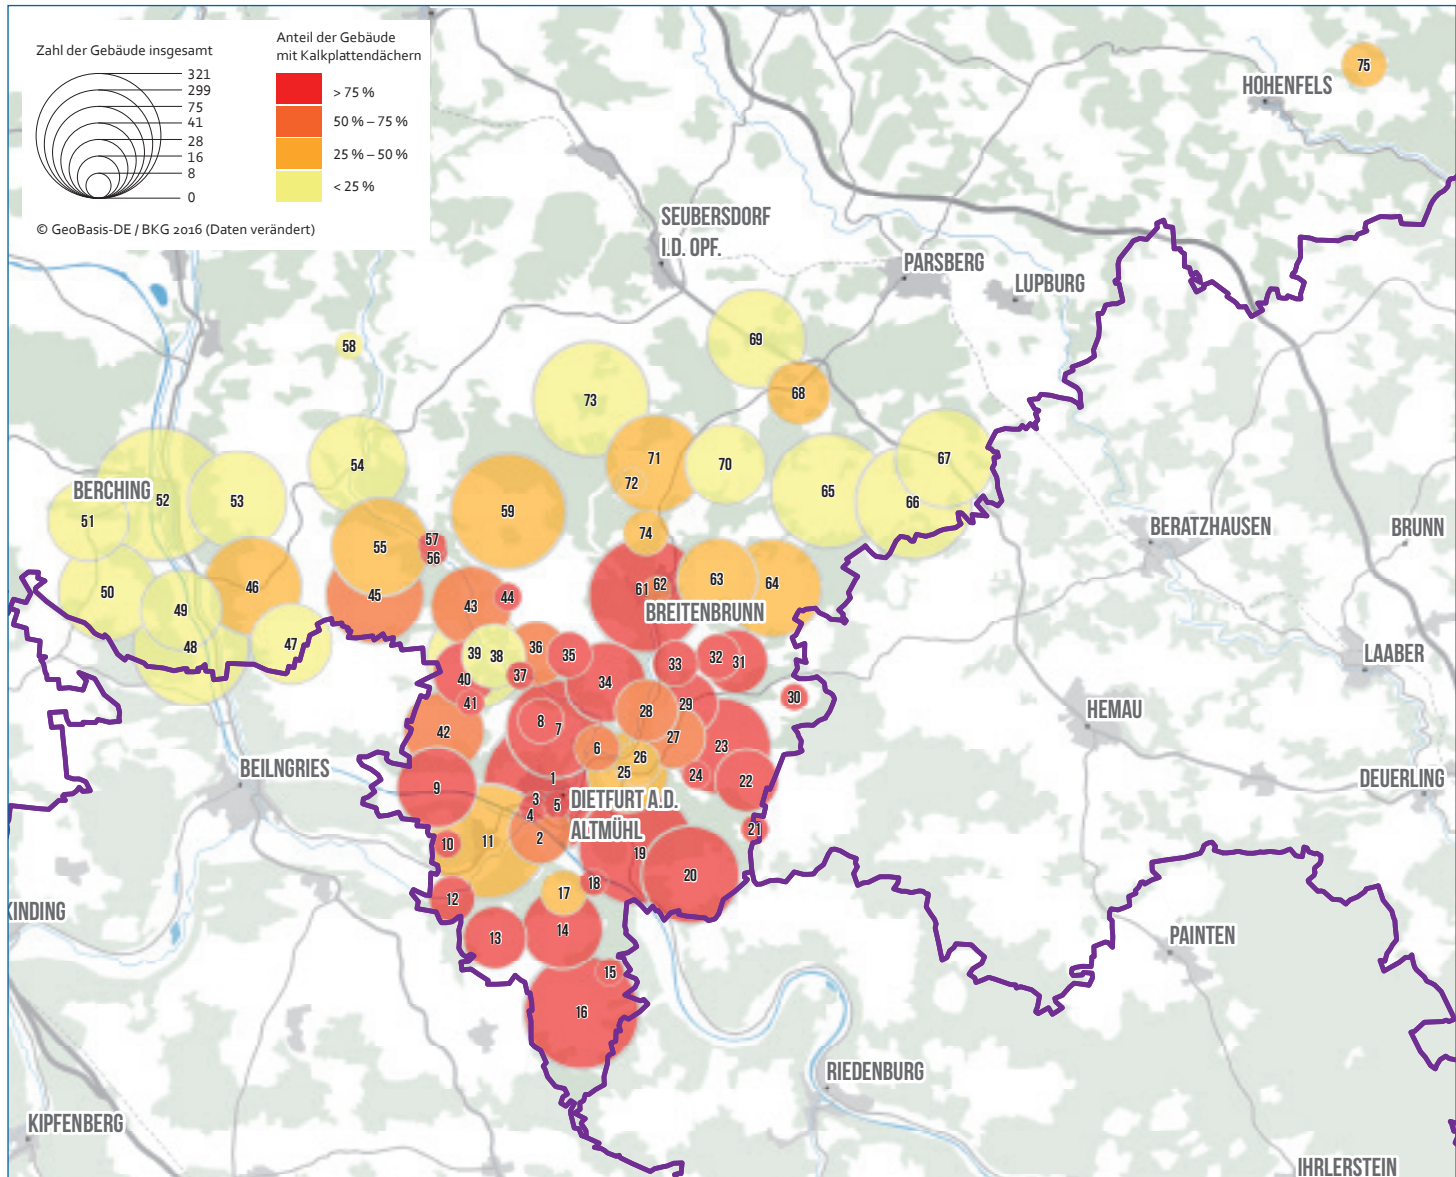 Zahl der Gebäude insgesamt
321
299
75
41
28
16
8
0
Anteil der Gebäude
mit Kalkplattendächern
> 75 %
50 % – 75 %
25 % – 50 %
< 25 %
© GeoBasis-DE / BKG 2016 (Daten verändert)
75
HOHENFELS
SEUBERSDORF
I.D. OPF.
PARSBERG
LUPBURG
58
69
68
73
54
71
70
67
72
65
66
BERCHING
52
53
51
59
74
55
57
56
BERATZHAUSEN
BRUNN
50
46
49
45
43
44
61
62
63
64
BREITENBRUNN
48
47
39
38
36
35
37
40
41
34
33
32
31
30
LAABER
42
8
7
28
29
27
6
26
25
23
24
22
HEMAU
BEILNGRIES
9
1
3
5
4
2
DIETFURT A.D.
ALTMÜHL
DEUERLING
10
11
19
21
20
12
17
18
KINDING
13
14
15
16
PAINTEN
RIEDENBURG
KIPFENBERG
IHRLERSTEIN